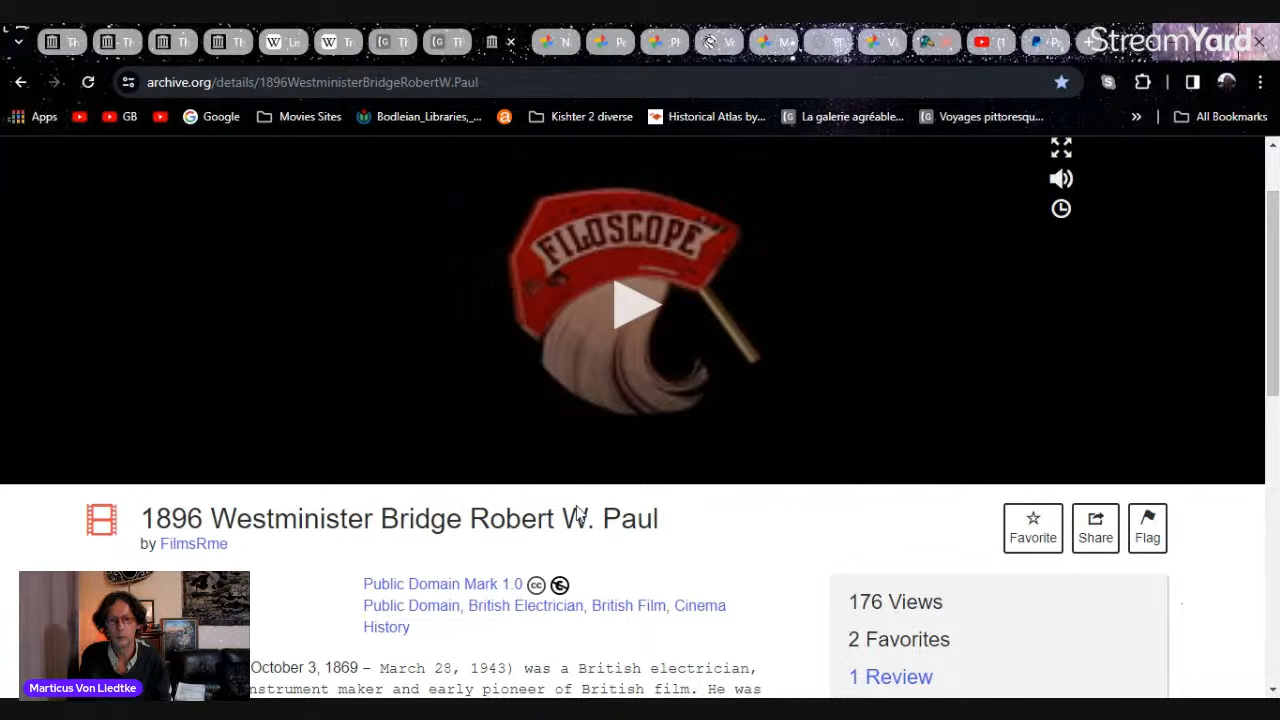 StreamYard
archive.org/details/1896WestministerBridgeRobertW.Paul
Apps
GB
Google
Movies Sites
Bodleian_Libraries,_...
Kishter 2 diverse
Historical Atlas by...
La galerie agréable...
Voyages pittoresqu...
»
All Bookmarks
FILOSCOPE
1896 Westminister Bridge Robert W. Paul
by FilmsRme
Favorite
Share
Flag
Public Domain Mark 1.0
Public Domain, British Electrician, British Film, Cinema
History
176 Views
2 Favorites
1 Review
October 3, 1869 – March 28, 1943) was a British electrician,
nstrument maker and early pioneer of British film. He was
Marticus Von Liedtke